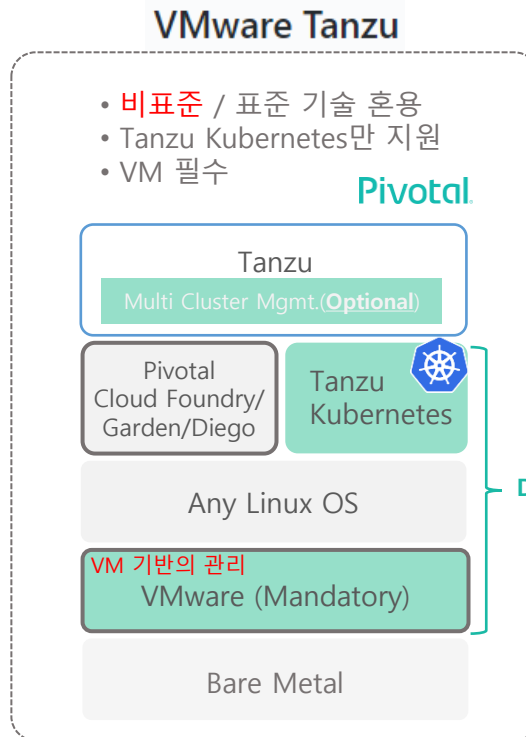 VMware Tanzu
• 비표준 / 표준 기술 혼용
• Tanzu Kubernetes만 지원
• VM 필수
Pivotal
Tanzu
Multi Cluster Mgmt.(Optional)
Pivotal
Cloud Foundry/
Garden/Diego
Tanzu
Kubernetes
Any Linux OS
VM 기반의 관리
VMware (Mandatory)
Bare Metal